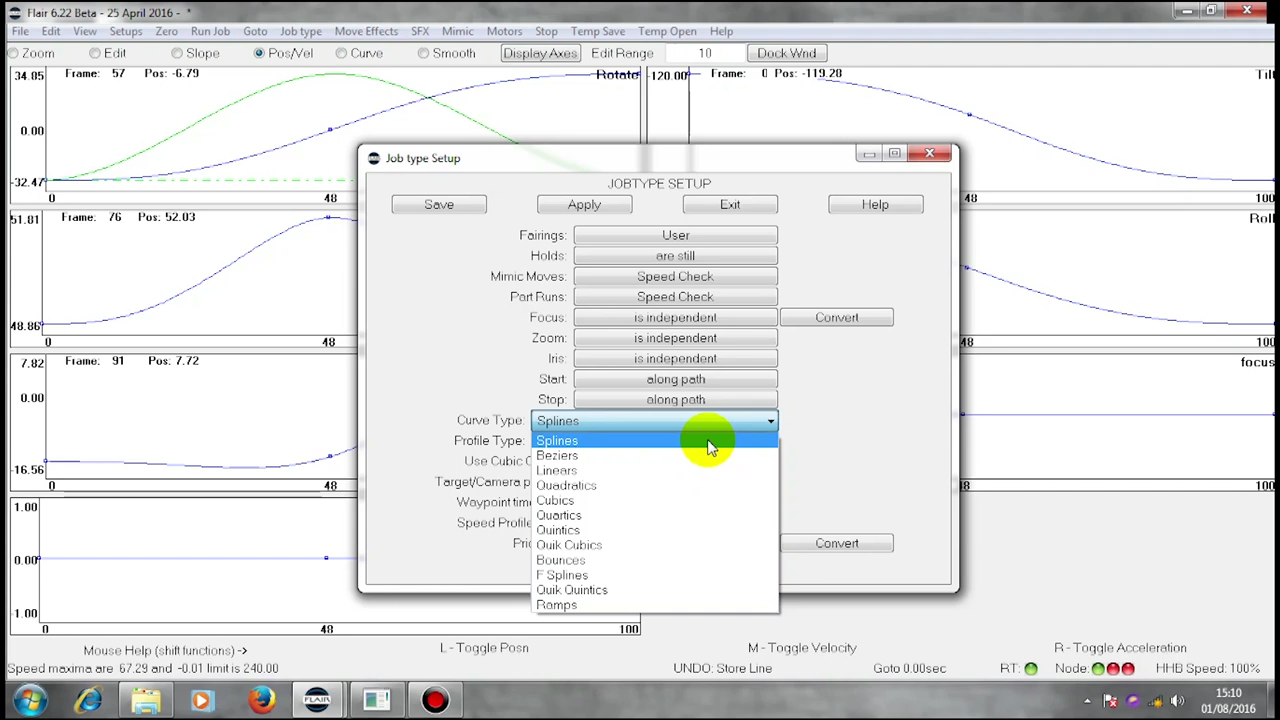 Flair 6.22 Beta - 25 April 2016 - *
File Edit View Setups Zero Run Job Goto Job type Move Effects SFX Mimic Motors Stop Temp Save Temp Open Help
Zoom Edit Slope Pos/Vel Curve Smooth Display Axes Edit Range 10 Dock Wnd
34.85 Frame: 57 Pos: -6.79 Rotate -120.00 Frame: 0 Pos: -119.28 Tilt
0.00
-32.47
0 48 48 100
51.81 Frame: 76 Pos: 52.03 Roll
48.86
0 48 48 100
7.82 Frame: 91 Pos: 7.72 focus
0.00
-16.56
0 48 48 100
1.00
0.00
-1.00
0 48 100
Job type Setup
JOBTYPE SETUP
Save Apply Exit Help
Fairings: User
Holds: are still
Mimic Moves: Speed Check
Part Runs: Speed Check
Focus: is independent Convert
Zoom: is independent
Iris: is independent
Start: along path
Stop: along path
Curve Type: Splines
Profile Type: Splines
Beziers
Use Cubic
Linears
Target/Camera
Quadratics
Waypoint tim
Cubics
Speed Profile
Quartics
Quintics
Quik Cubics
Convert
Bounces
F Splines
Quik Quintics
Ramps
Mouse Help (shift functions) -> L - Toggle Posn M - Toggle Velocity R - Toggle Acceleration
Speed maxima are 67.29 and -0.01 limit is 240.00 UNDO: Store Line Goto 0.00sec RT: Node: HHB Speed: 100%
FLAIR
15:10
01/08/2016